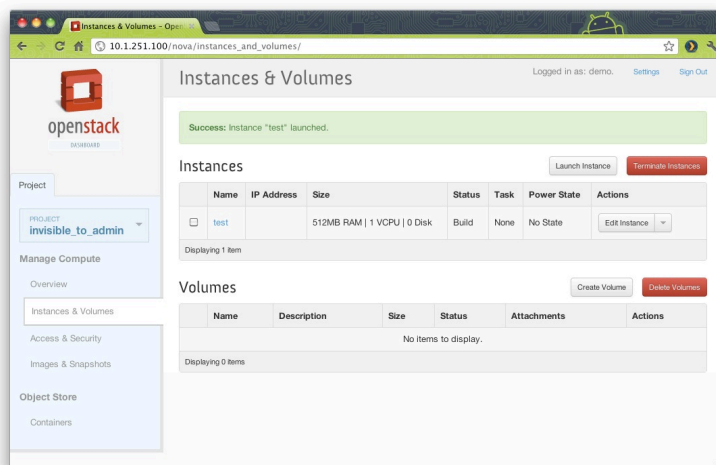 Instances & Volumes -
10.1.251.100/nova/instances_and_volumes/
openstack
DASHBOARD
Project
PROJECT
invisible_to_admin
Manage Compute
Overview
Instances & Volumes
Access & Security
Images & Snapshots
Object Store
Containers
Instances & Volumes
Logged in as: demo. Settings Sign Out
Success: Instance "test" launched.
Instances
Launch Instance Terminate Instances
Name IP Address Size Status Task Power State Actions
test 512MB RAM | 1 VCPU | 0 Disk Build None No State Edit Instance
Displaying 1 item
Volumes
Create Volume Delete Volumes
Name Description Size Status Attachments Actions
No items to display.
Displaying 0 items